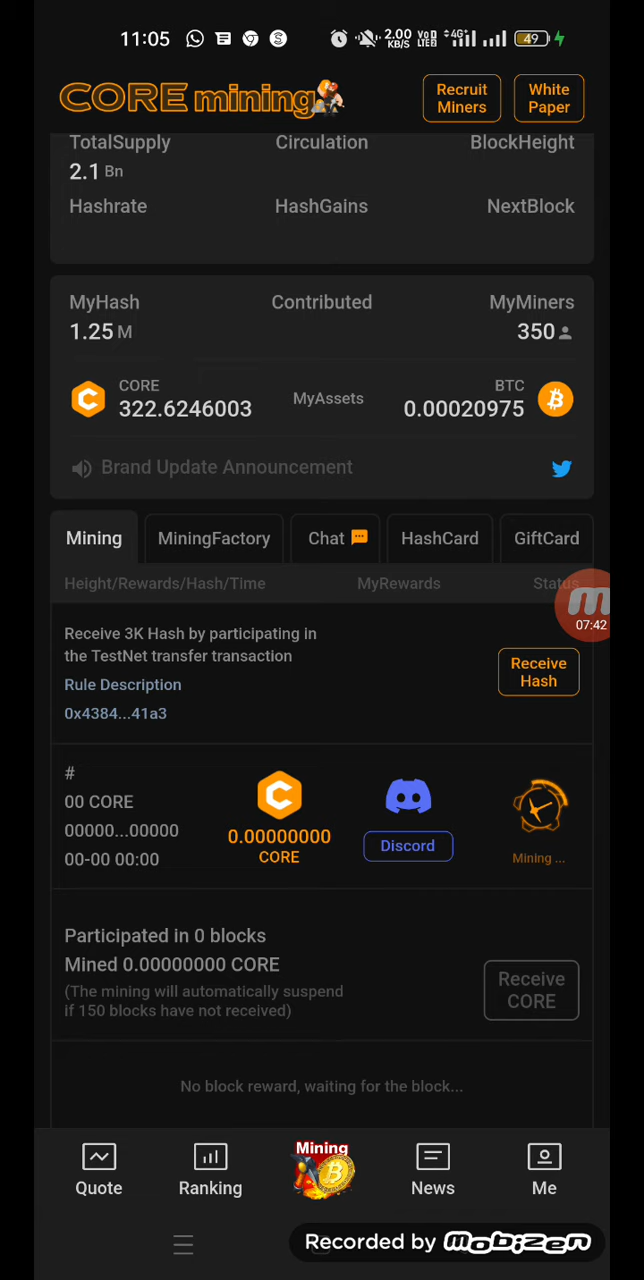 11:05
2.00 KB/S
VoD LTE2
4G
49
CORE mining
Recruit Miners
White Paper
TotalSupply Circulation BlockHeight
2.1 Bn
Hashrate HashGains NextBlock
MyHash Contributed MyMiners
1.25 M 350
CORE MyAssets BTC
322.6246003 0.00020975
Brand Update Announcement
Mining MiningFactory Chat HashCard GiftCard
Height/Rewards/Hash/Time MyRewards Status
07:42
Receive 3K Hash by participating in
the TestNet transfer transaction
Rule Description
0x4384...41a3
Receive
Hash
#
00 CORE
00000...00000
00-00 00:00
0.00000000
CORE
Discord
Mining ...
Participated in 0 blocks
Mined 0.00000000 CORE
(The mining will automatically suspend
if 150 blocks have not received)
Receive
CORE
No block reward, waiting for the block...
Mining
Quote Ranking News Me
Recorded by mobizen